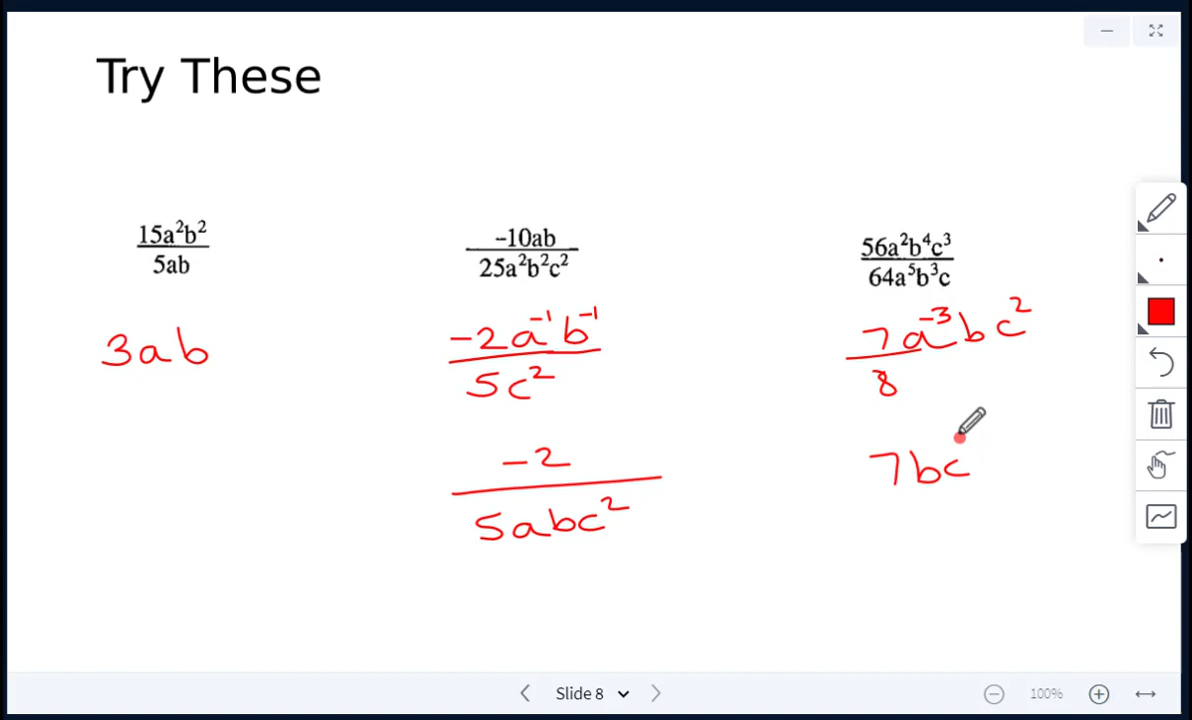 Try These
15a²b²
5ab
3ab
-10ab
25a²b²c²
-2a⁻¹b⁻¹
5c²
-2
5abc²
56a²b⁴c³
64a⁵b³c
7a⁻³bc²
8
7bc
Slide 8
100%